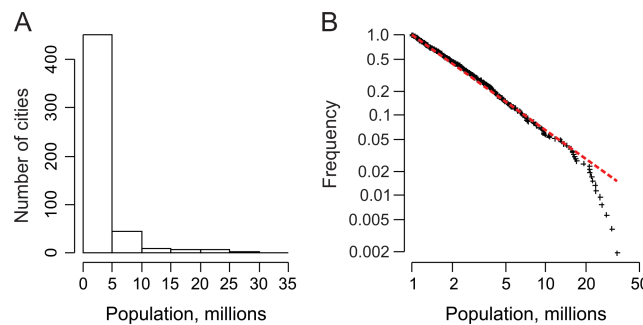 A
Number of cities
0 100 200 300 400
0 5 10 15 20 25 30 35
Population, millions
B
Frequency
1.0
0.5
0.2
0.1
0.05
0.02
0.01
0.005
0.002
1 2 5 10 20 50
Population, millions